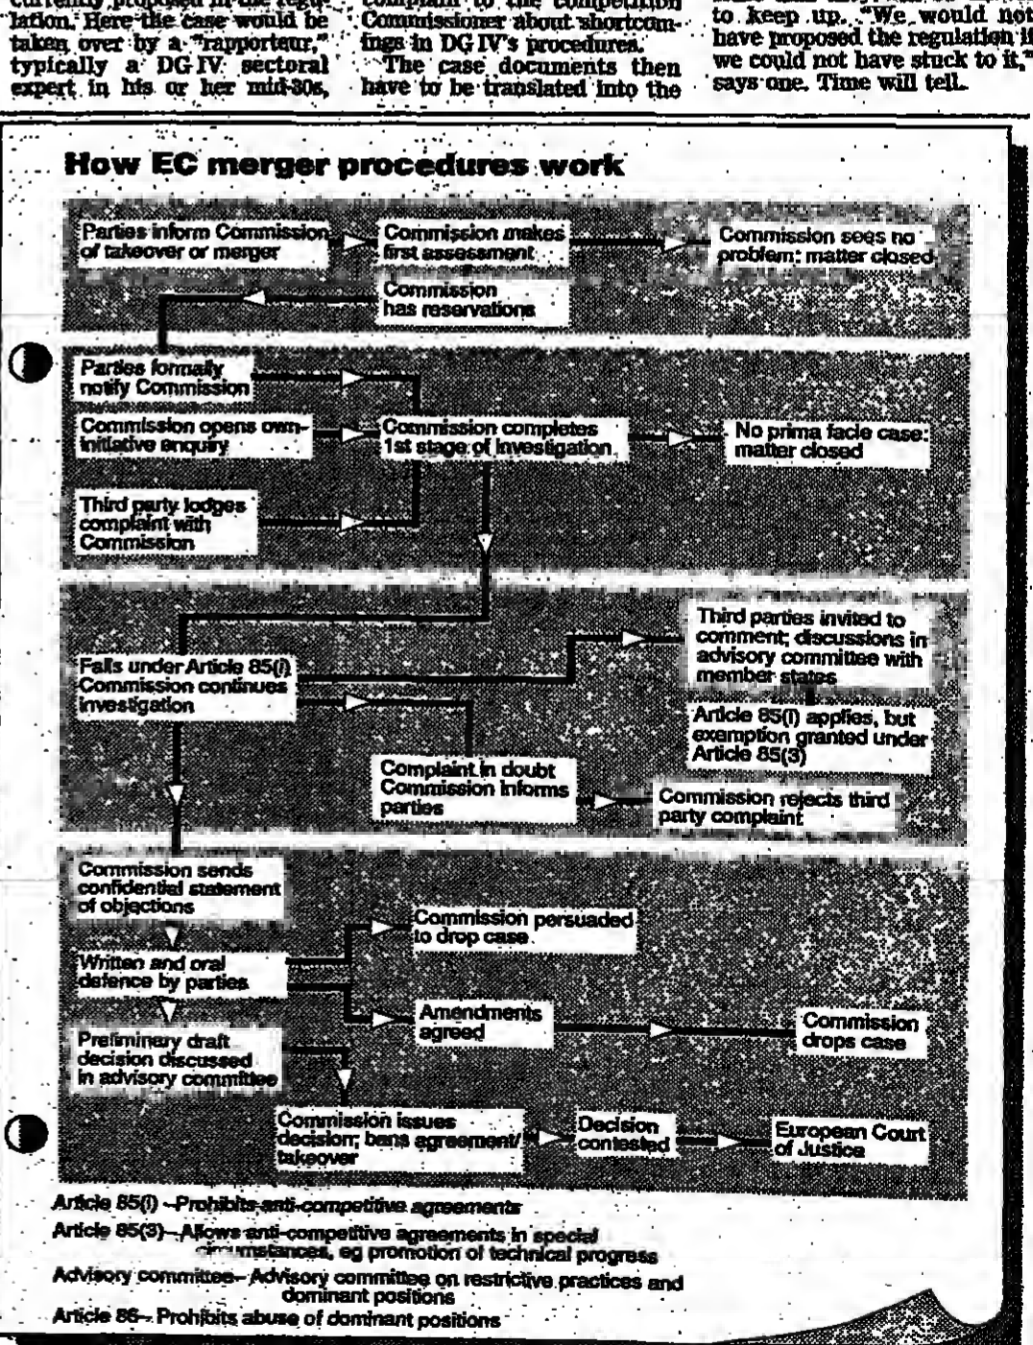 currently proposed in the regu-
lation. Here the case would be
taken over by a "rapporteur,"
typically a DG IV sectoral
expert in his or her mid-30s,
complain to the competition
Commissioner about shortcom-
ings in DG IV's procedures.
The case documents then
have to be translated into the
to keep up. "We would not
have proposed the regulation if
we could not have stuck to it,"
says one. Time will tell.
How EC merger procedures work
Parties inform Commission
of takeover or merger
Commission makes
first assessment
Commission sees no
problem: matter closed
Commission
has reservations
Parties formally
notify Commission
Commission opens own-
initiative enquiry
Commission completes
1st stage of investigation
No prima facie case:
matter closed
Third party lodges
complaint with
Commission
Third parties invited to
comment; discussions in
advisory committee with
member states
Falls under Article 85(i)
Commission continues
investigation
Article 85(i) applies, but
exemption granted under
Article 85(3)
Complaint in doubt
Commission informs
parties
Commission rejects third
party complaint
Commission sends
confidential statement
of objections
Commission persuaded
to drop case
Written and oral
defence by parties
Amendments
agreed
Commission
drops case
Preliminary draft
decision discussed
in advisory committee
Commission issues
decision; bans agreement/
takeover
Decision
contested
European Court
of Justice
Article 85(i) – Prohibits anti-competitive agreements
Article 85(3) – Allows anti-competitive agreements in special
circumstances, eg promotion of technical progress
Advisory committee – Advisory committee on restrictive practices and
dominant positions
Article 86 – Prohibits abuse of dominant positions